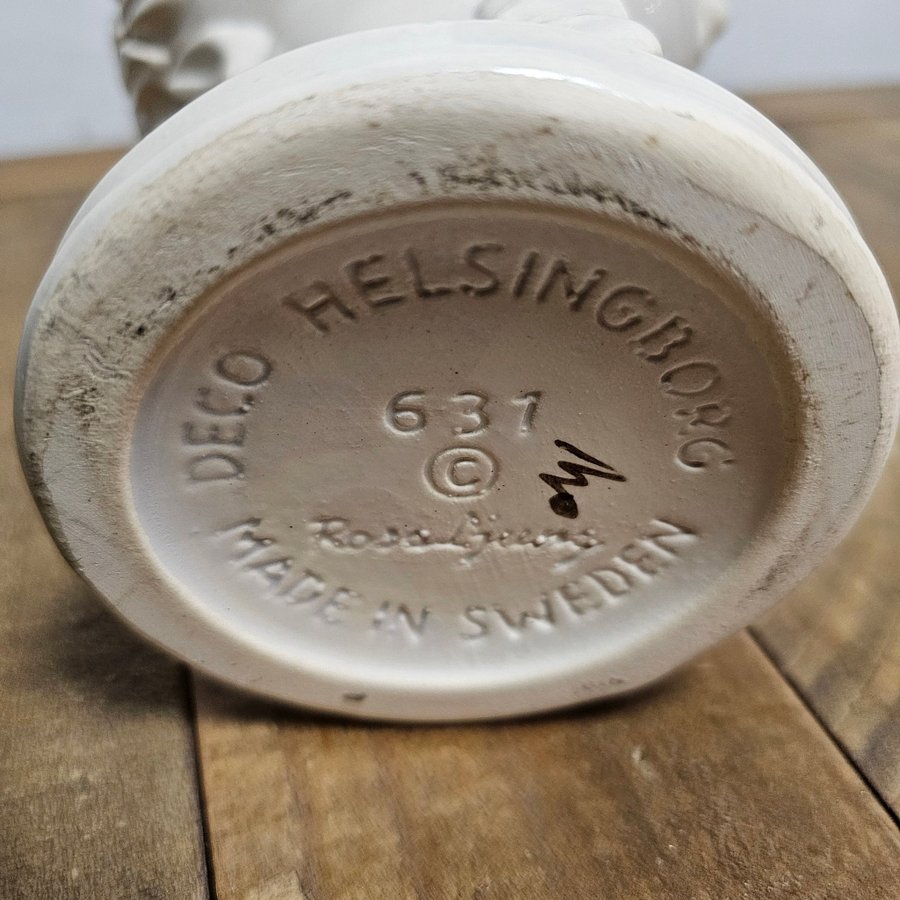 DECO HELSINGBORG
631
©
Rosa Ljung
MADE IN SWEDEN